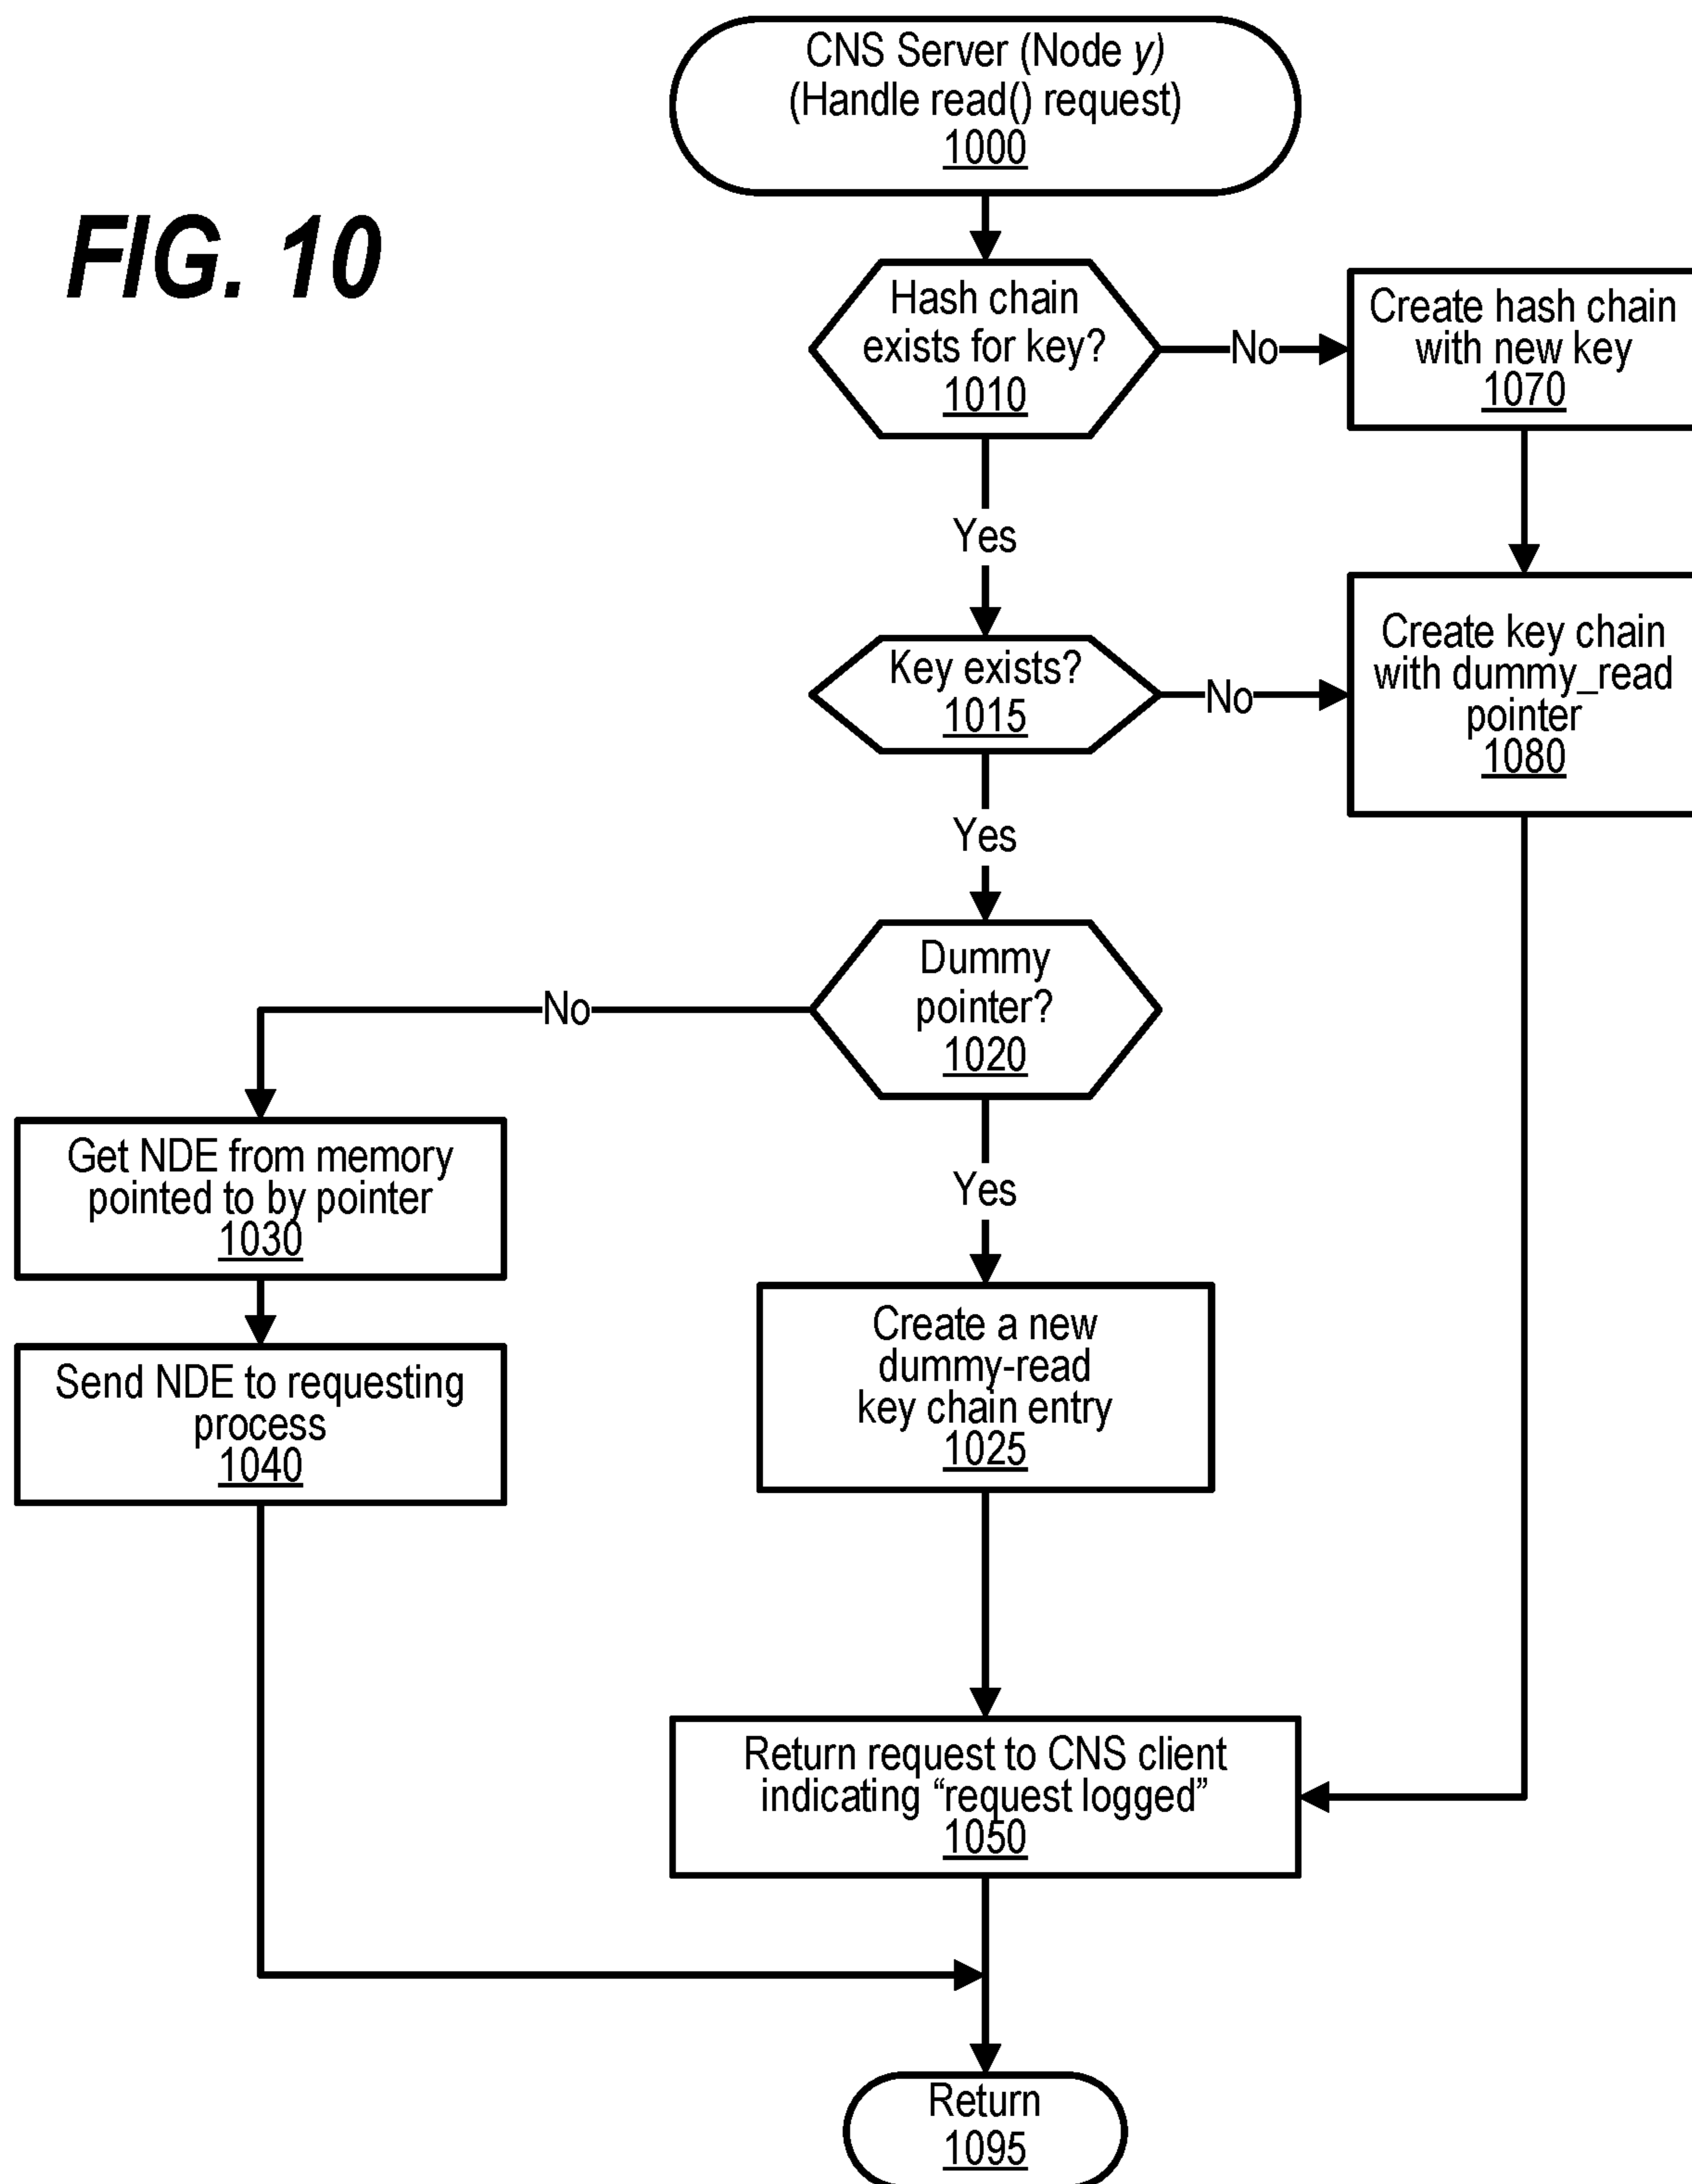 CNS Server (Node y)
(Handle read() request)
1000
FIG. 10
Hash chain
exists for key?
1010
No
Create hash chain
with new key
1070
Yes
Key exists?
1015
No
Create key chain
with dummy_read
pointer
1080
Yes
Dummy
pointer?
1020
No
Get NDE from memory
pointed to by pointer
1030
Yes
Send NDE to requesting
process
1040
Create a new
dummy-read
key chain entry
1025
Return request to CNS client
indicating “request logged”
1050
Return
1095